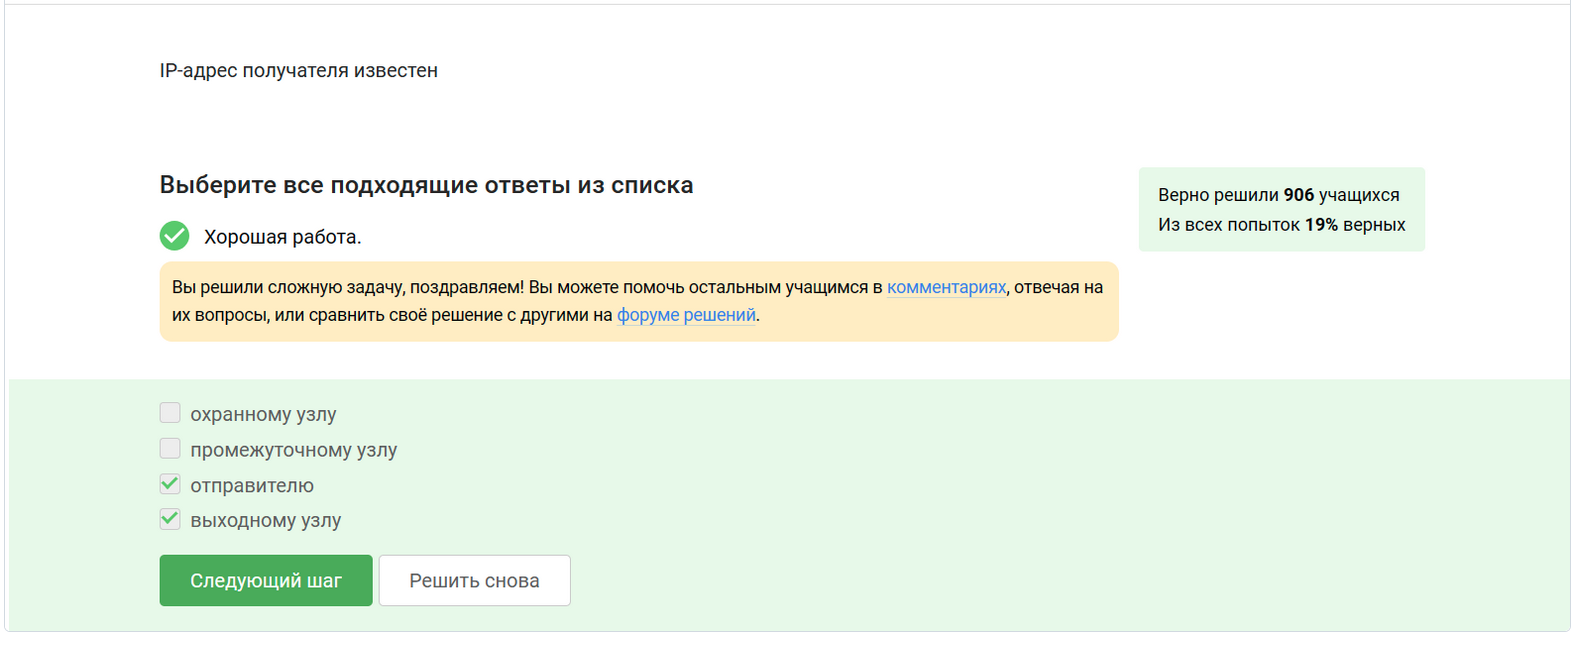 IP-адрес получателя известен
Выберите все подходящие ответы из списка
Хорошая работа.
Верно решили 906 учащихся
Из всех попыток 19% верных
Вы решили сложную задачу, поздравляем! Вы можете помочь остальным учащимся в комментариях, отвечая на
их вопросы, или сравнить своё решение с другими на форуме решений.
охранному узлу
промежуточному узлу
отправителю
выходному узлу
Следующий шаг
Решить снова